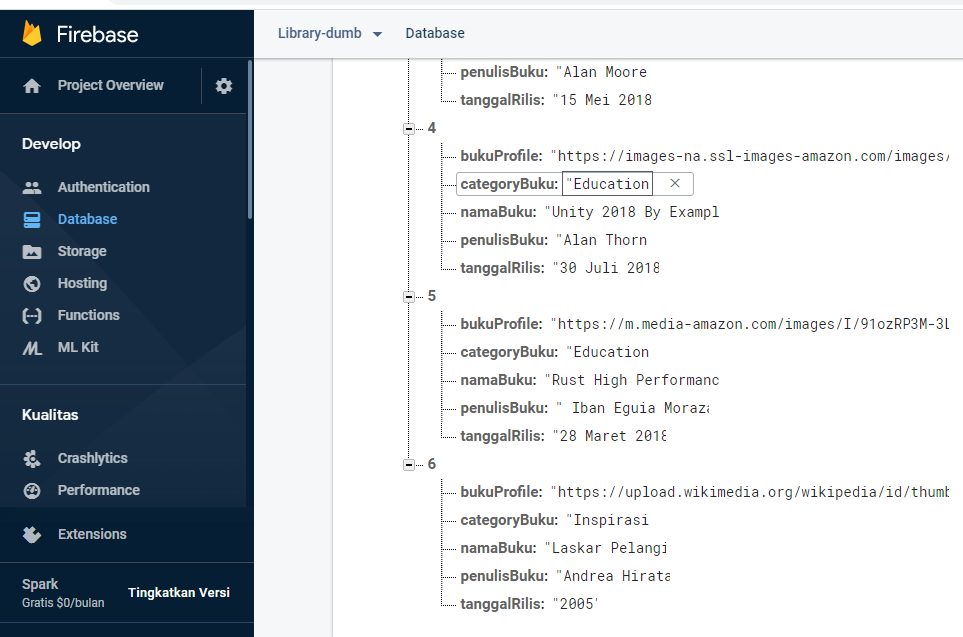 Firebase
Project Overview
Develop
Authentication
Database
Storage
Hosting
Functions
ML Kit
Kualitas
Crashlytics
Performance
Extensions
Spark
Gratis $0/bulan
Tingkatkan Versi
Library-dumb Database
penulisBuku: "Alan Moore
tanggalRilis: "15 Mei 2018
4
bukuProfile: "https://images-na.ssl-images-amazon.com/images/
categoryBuku: "Education
namaBuku: "Unity 2018 By Exampl
penulisBuku: "Alan Thorn
tanggalRilis: "30 Juli 2018
5
bukuProfile: "https://m.media-amazon.com/images/I/91ozRP3M-3L
categoryBuku: "Education
namaBuku: "Rust High Performanc
penulisBuku: " Iban Eguia Moraza
tanggalRilis: "28 Maret 2018
6
bukuProfile: "https://upload.wikimedia.org/wikipedia/id/thumb
categoryBuku: "Inspirasi
namaBuku: "Laskar Pelangi
penulisBuku: "Andrea Hirata
tanggalRilis: "2005"